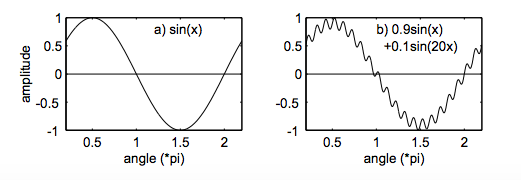 a) sin(x)
amplitude
1
0.5
0
-0.5
-1
0.5 1 1.5 2
angle (*pi)
b) 0.9sin(x)
+0.1sin(20x)
1
0.5
0
-0.5
-1
0.5 1 1.5 2
angle (*pi)